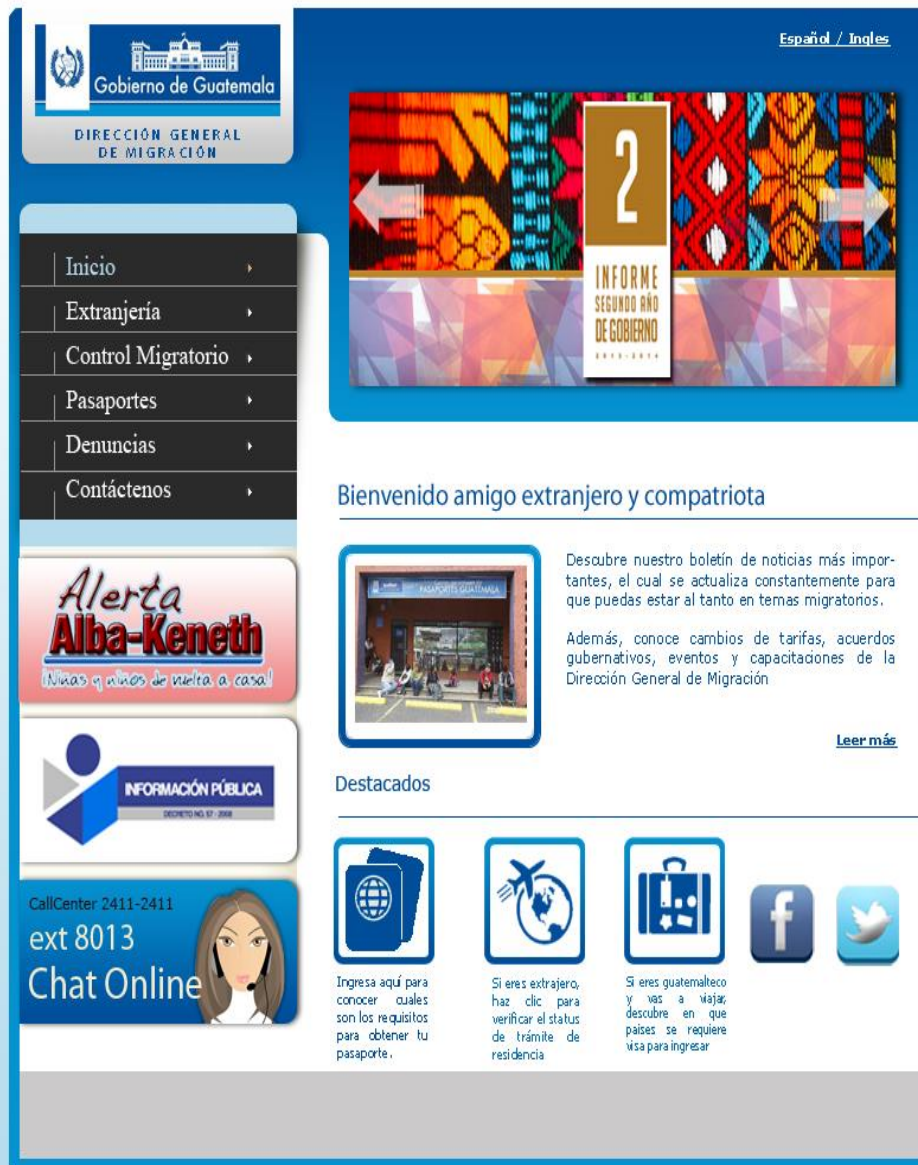 Gobierno de Guatemala
DIRECCIÓN GENERAL
DE MIGRACIÓN
Español / Ingles
2
INFORME
SEGUNDO AÑO
DE GOBIERNO
Inicio
Extranjería
Control Migratorio
Pasaportes
Denuncias
Contáctenos
Alerta
Alba-Keneth
¡Niñas y niños de vuelta a casa!
INFORMACIÓN PÚBLICA
DECRETO NO. 57 - 2008
CallCenter 2411-2411
ext 8013
Chat Online
Bienvenido amigo extranjero y compatriota
PASAPORTES GUATEMALA
Descubre nuestro boletín de noticias más impor-
tantes, el cual se actualiza constantemente para
que puedas estar al tanto en temas migratorios.
Además, conoce cambios de tarifas, acuerdos
gubernativos, eventos y capacitaciones de la
Dirección General de Migración
Leer más
Destacados
Ingresa aquí para
conocer cuales
son los requisitos
para obtener tu
pasaporte.
Si eres extrajero,
haz clic para
verificar el status
de trámite de
residencia
Si eres guatemalteco
y vas a viajar,
descubre en que
paises se requiere
visa para ingresar
f